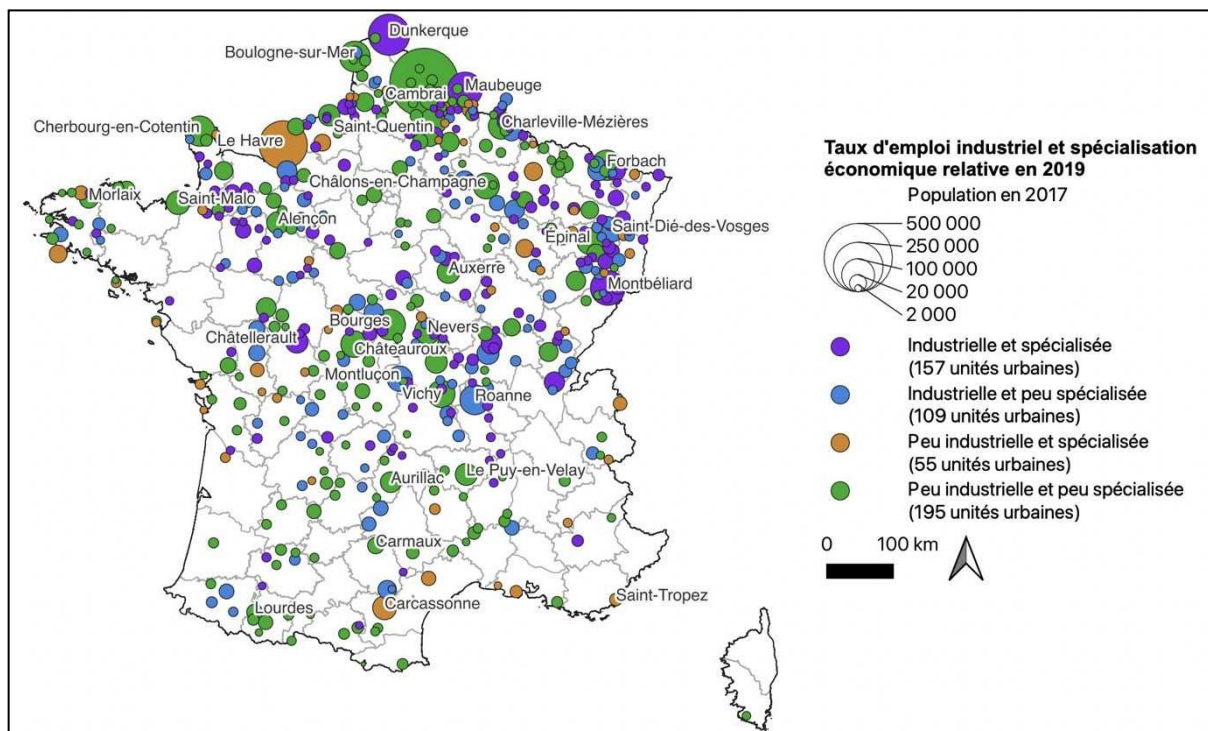 Dunkerque
Boulogne-sur-Mer
Maubeuge
Cambrai
Cherbourg-en-Cotentin
Saint-Quentin
Charleville-Mézières
Le Havre
Forbach
Châlons-en-Champagne
Morlaix
Saint-Malo
Alençon
Saint-Dié-des-Vosges
Épinal
Auxerre
Montbéliard
Bourges
Nevers
Châtellerault
Châteauroux
Montluçon
Vichy
Roanne
Aurillac
Le Puy-en-Velay
Carmaux
Saint-Tropez
Lourdes
Carcassonne
Taux d'emploi industriel et spécialisation
économique relative en 2019
Population en 2017
500 000
250 000
100 000
20 000
2 000
Industrielle et spécialisée
(157 unités urbaines)
Industrielle et peu spécialisée
(109 unités urbaines)
Peu industrielle et spécialisée
(55 unités urbaines)
Peu industrielle et peu spécialisée
(195 unités urbaines)
0 100 km